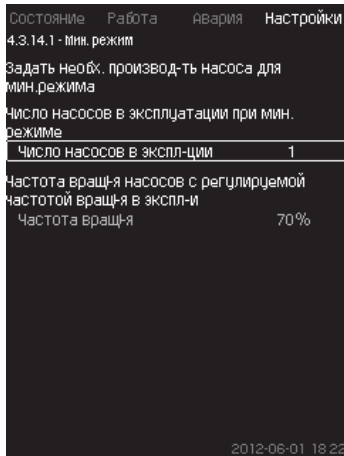 Состояние Работа Авария Настройки
4.3.14.1 - Мин. режим
Задать необх. производ-ть насоса для
мин.режима
Число насосов в эксплуатации при мин.
режиме
Число насосов в экспл-ции 1
Частота вращ-я насосов с регулируемой
частотой вращ-я в экспл-и
Частота вращ-я 70%
2012-06-01 18:22